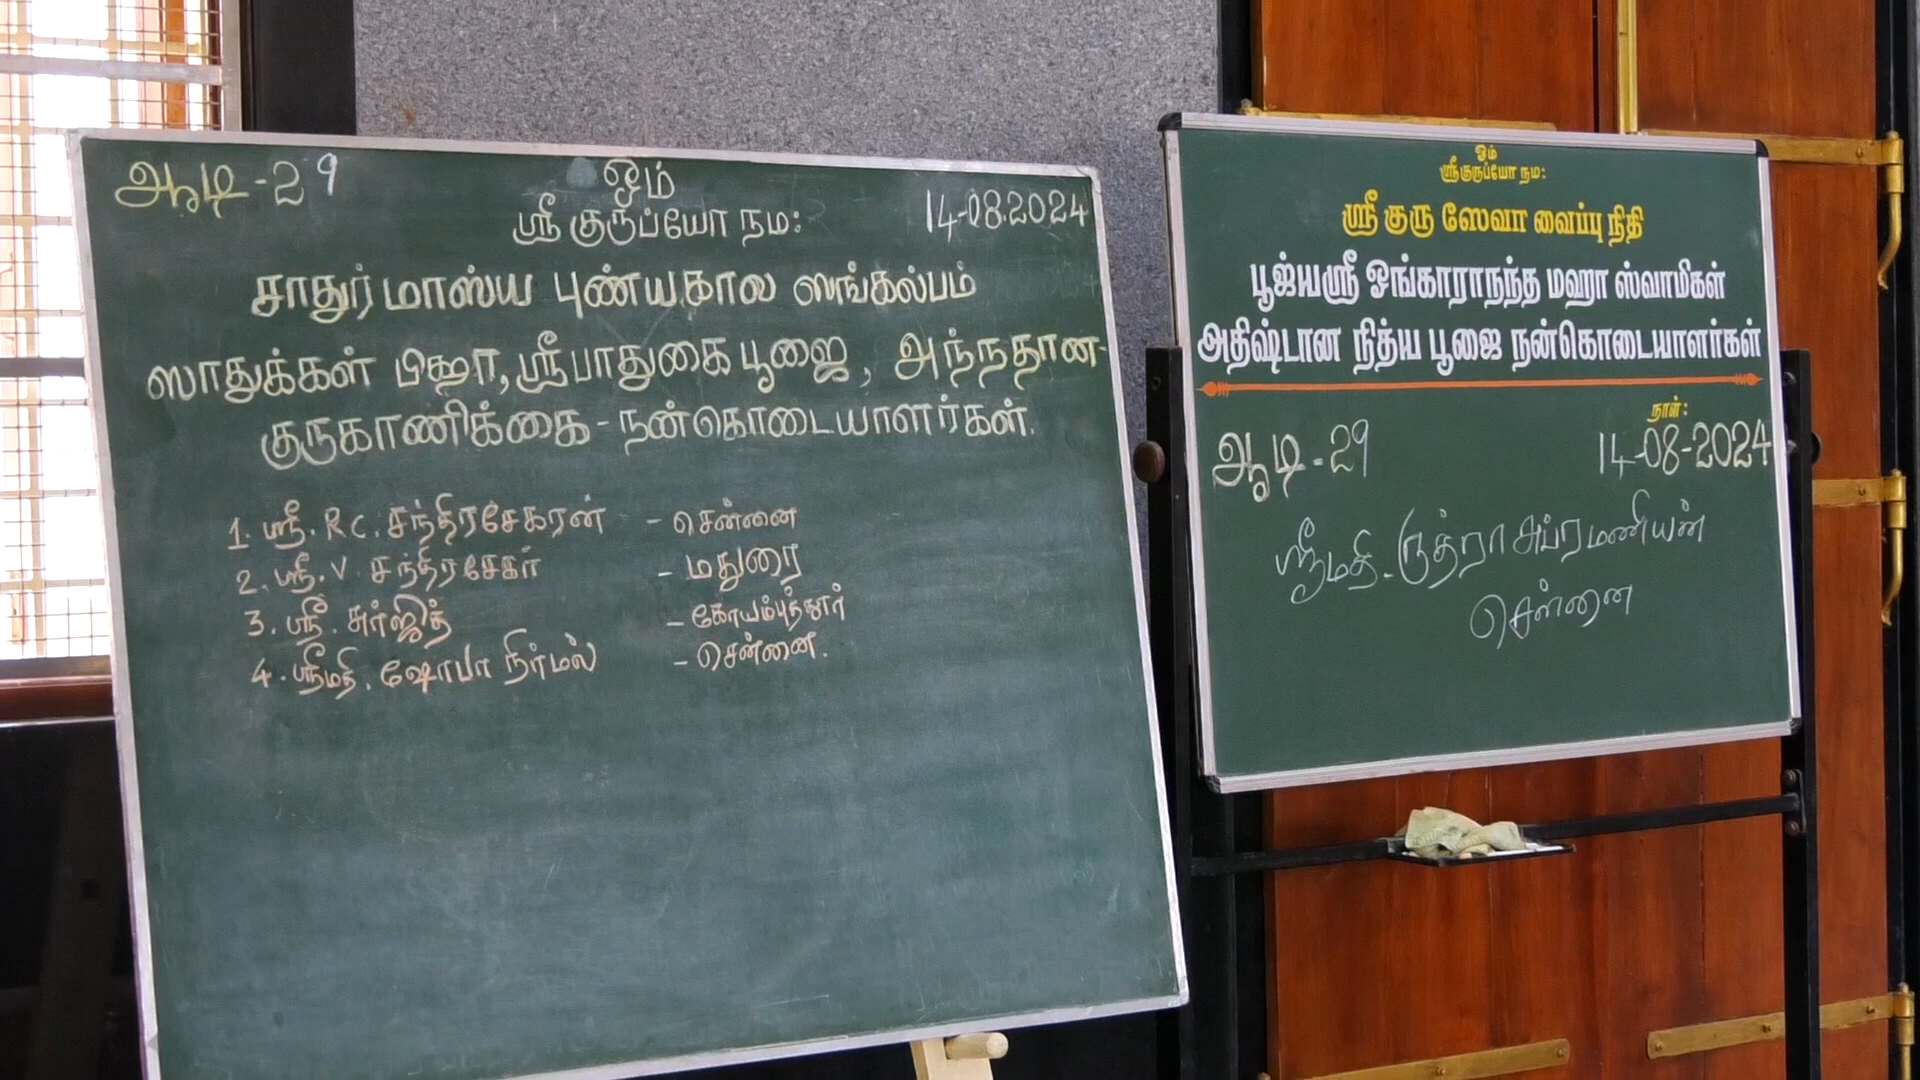 ஆடி - 29
ஓம்
14-08-2024
ஸ்ரீ குருப்யோ நம:
சாதுர்மாஸ்ய புண்யகால ஸங்கல்பம்
ஸாதுக்கள் பிக்ஷா, ஸ்ரீபாதுகை பூஜை, அந்நதான-
குருகாணிக்கை - நன்கொடையாளர்கள்.
1. ஸ்ரீ. R.C. சந்திரசேகரன் - சென்னை
2. ஸ்ரீ. V. சந்திரசேகர் - மதுரை
3. ஸ்ரீ. சுர்ஜித் - கோயம்புத்தூர்
4. ஸ்ரீமதி. ஷோபா நிர்மல் - சென்னை.
ஓம்
ஸ்ரீகுருப்யோ நம:
ஸ்ரீ குரு ஸேவா வைப்பு நிதி
பூஜ்யஸ்ரீ ஓங்காராநந்த மஹா ஸ்வாமிகள்
அதிஷ்டான நித்ய பூஜை நன்கொடையாளர்கள்
நாள்:
ஆடி - 29
14-08-2024
ஸ்ரீமதி. ருத்ரா சுப்ரமணியன்
சென்னை